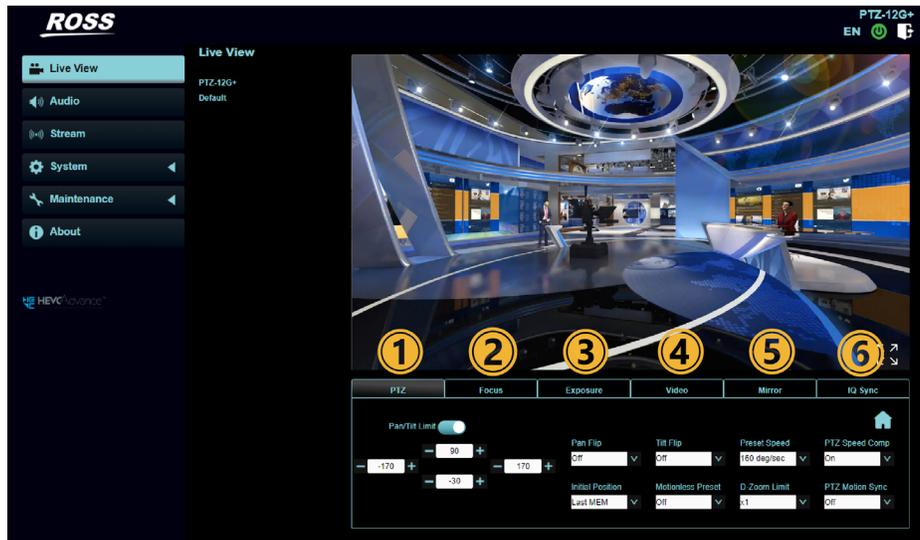 ROSS
PTZ-12G+
EN
Live View
Live View
PTZ-12G+
Default
Audio
Stream
System
Maintenance
About
HEVC Advance
1 2 3 4 5 6
PTZ Focus Exposure Video Mirror IQ Sync
Pan/Tilt Limit
90
-170 170
-30
Pan Flip Tilt Flip Preset Speed PTZ Speed Comp
Off Off 160 deg/sec On
Initial Position Motionless Preset D-Zoom Limit PTZ Motion Sync
Last MEM Off x1 Off